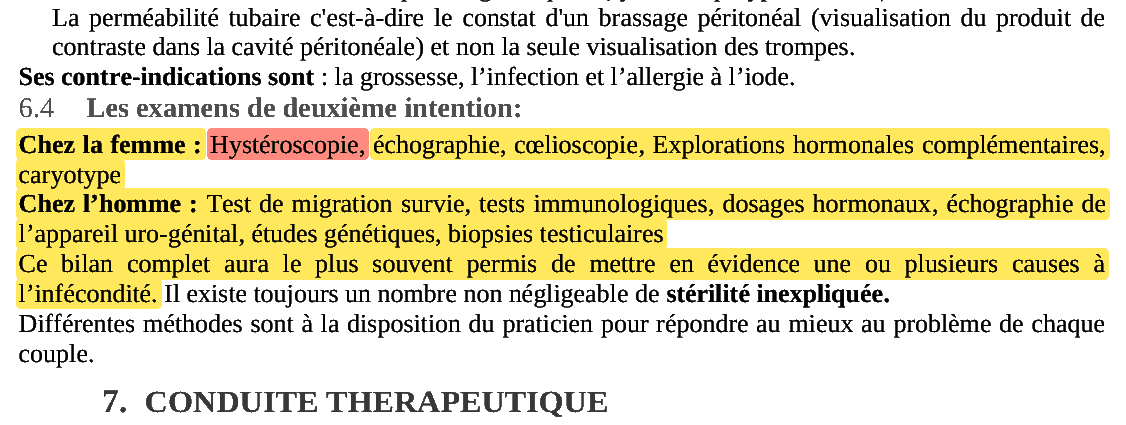 La perméabilité tubaire c'est-à-dire le constat d'un brassage péritonéal (visualisation du produit de
contraste dans la cavité péritonéale) et non la seule visualisation des trompes.
Ses contre-indications sont : la grossesse, l’infection et l’allergie à l’iode.
6.4 Les examens de deuxième intention:
Chez la femme : Hystéroscopie, échographie, cœlioscopie, Explorations hormonales complémentaires,
caryotype
Chez l’homme : Test de migration survie, tests immunologiques, dosages hormonaux, échographie de
l’appareil uro-génital, études génétiques, biopsies testiculaires
Ce bilan complet aura le plus souvent permis de mettre en évidence une ou plusieurs causes à
l’infécondité. Il existe toujours un nombre non négligeable de stérilité inexpliquée.
Différentes méthodes sont à la disposition du praticien pour répondre au mieux au problème de chaque
couple.
7. CONDUITE THERAPEUTIQUE